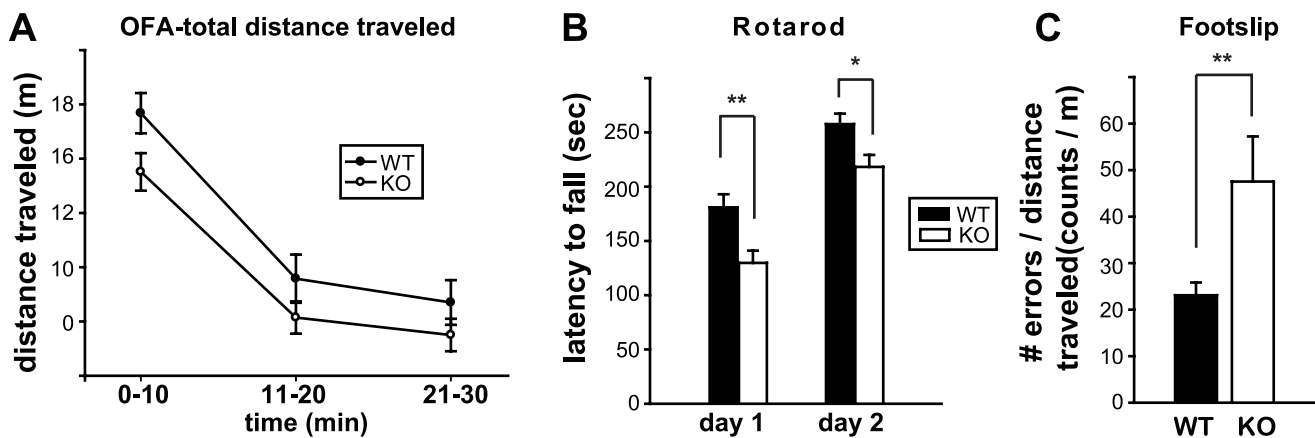 A
OFA-total distance traveled
distance traveled (m)
18
16
12
10
0
WT
KO
0-10
11-20
21-30
time (min)
B
Rotarod
latency to fall (sec)
250
200
150
100
50
0
**
*
WT
KO
day 1
day 2
C
Footslip
# errors / distance
traveled(counts / m)
60
50
40
30
20
10
0
**
WT
KO